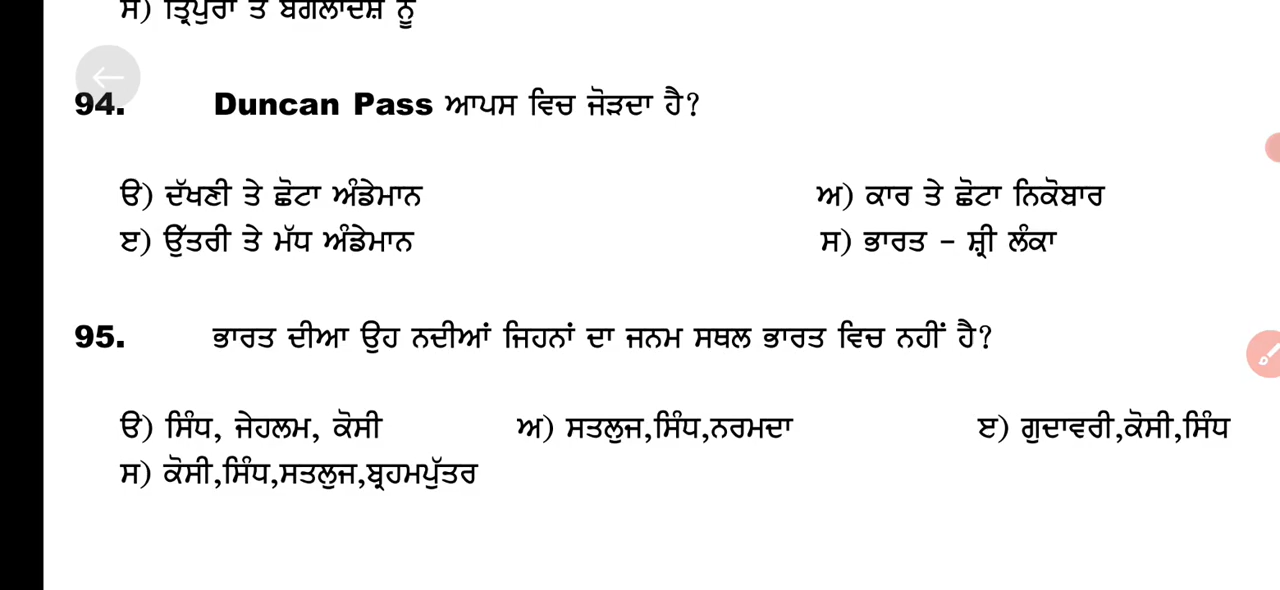 ਸ) ਤ੍ਰਿਪੁਰਾ ਤੇ ਬੰਗਲਾਦੇਸ਼ ਨੂੰ
94. Duncan Pass ਆਪਸ ਵਿਚ ਜੋੜਦਾ ਹੈ?
ੳ) ਦੱਖਣੀ ਤੇ ਛੋਟਾ ਅੰਡੇਮਾਨ ਅ) ਕਾਰ ਤੇ ਛੋਟਾ ਨਿਕੋਬਾਰ
ੲ) ਉੱਤਰੀ ਤੇ ਮੱਧ ਅੰਡੇਮਾਨ ਸ) ਭਾਰਤ – ਸ਼੍ਰੀ ਲੰਕਾ
95. ਭਾਰਤ ਦੀਆ ਉਹ ਨਦੀਆਂ ਜਿਹਨਾਂ ਦਾ ਜਨਮ ਸਥਲ ਭਾਰਤ ਵਿਚ ਨਹੀਂ ਹੈ?
ੳ) ਸਿੰਧ, ਜੇਹਲਮ, ਕੋਸੀ ਅ) ਸਤਲੁਜ,ਸਿੰਧ,ਨਰਮਦਾ ੲ) ਗੁਦਾਵਰੀ,ਕੋਸੀ,ਸਿੰਧ
ਸ) ਕੋਸੀ,ਸਿੰਧ,ਸਤਲੁਜ,ਬ੍ਰਹਮਪੁੱਤਰ